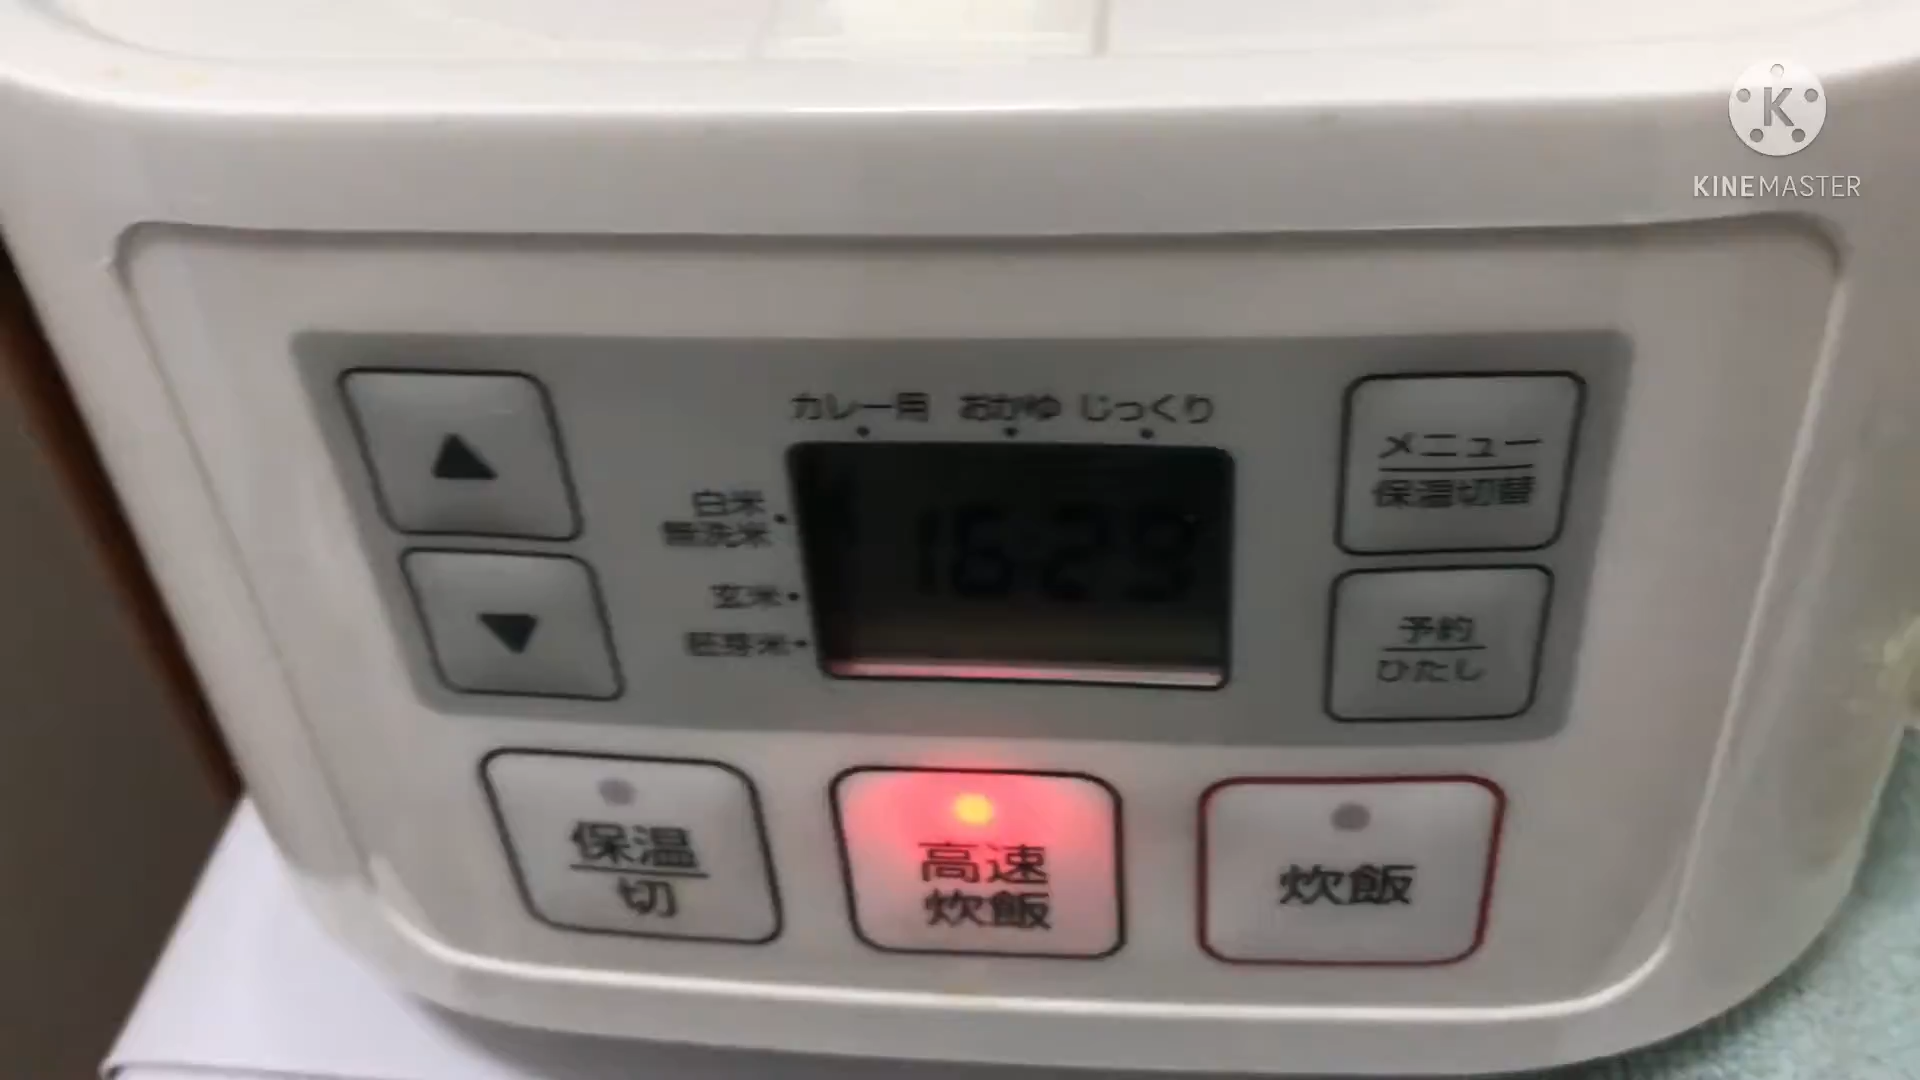 KINEMASTER
カレー用 おかゆ じっくり
白米
無洗米
玄米
胚芽米
16:29
メニュー
保温切替
予約
ひたし
保温
切
高速
炊飯
炊飯